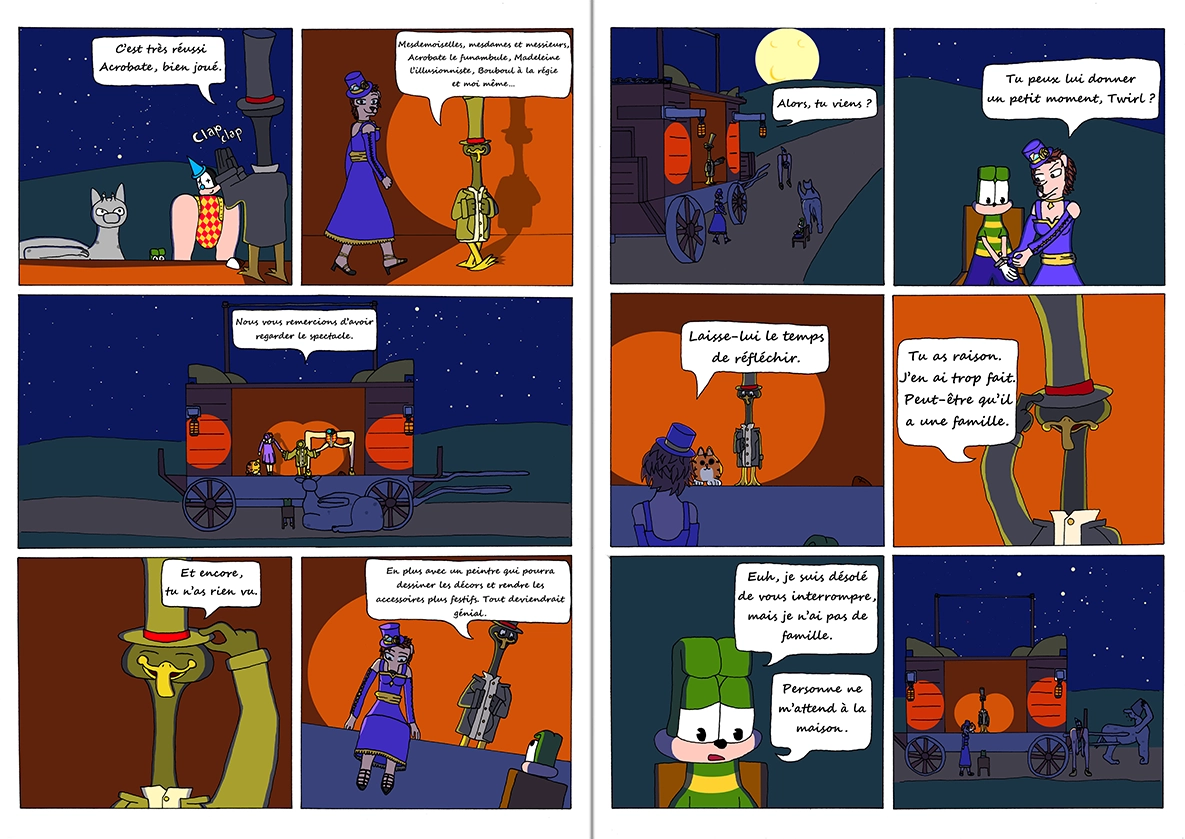 C'est très réussi
Acrobate, bien joué.
Clap
clap
Mesdemoiselles, mesdames et messieurs,
Acrobate le funambule, Madeleine
l'illusionniste, Bouboul à la régie
et moi même...
Nous vous remercions d'avoir
regarder le spectacle.
Et encore,
tu n'as rien vu.
En plus avec un peintre qui pourra
dessiner les décors et rendre les
accessoires plus festifs. Tout deviendrait
génial.
Alors, tu viens ?
Tu peux lui donner
un petit moment, Twirl ?
Laisse-lui le temps
de réfléchir.
Tu as raison.
J'en ai trop fait.
Peut-être qu'il
a une famille.
Euh, je suis désolé
de vous interrompre,
mais je n'ai pas de
famille.
Personne ne
m'attend à la
maison.